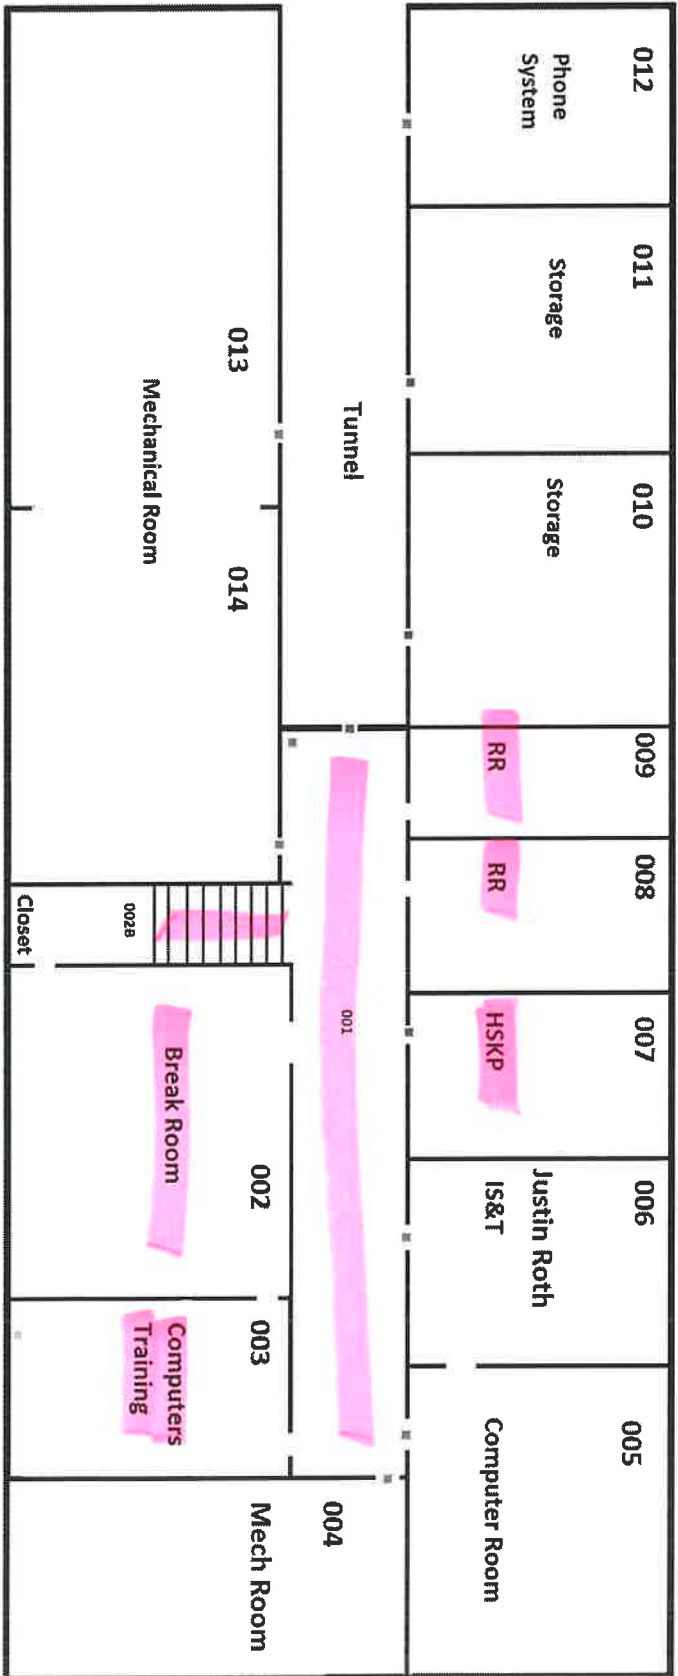 012
Phone
System
011
Storage
010
Storage
009
RR
008
RR
007
HSKP
006
Justin Roth
IS&T
005
Computer Room
Tunnel
001
004
Mech Room
013
Mechanical Room
014
002B
Closet
002
Break Room
003
Computers
Training